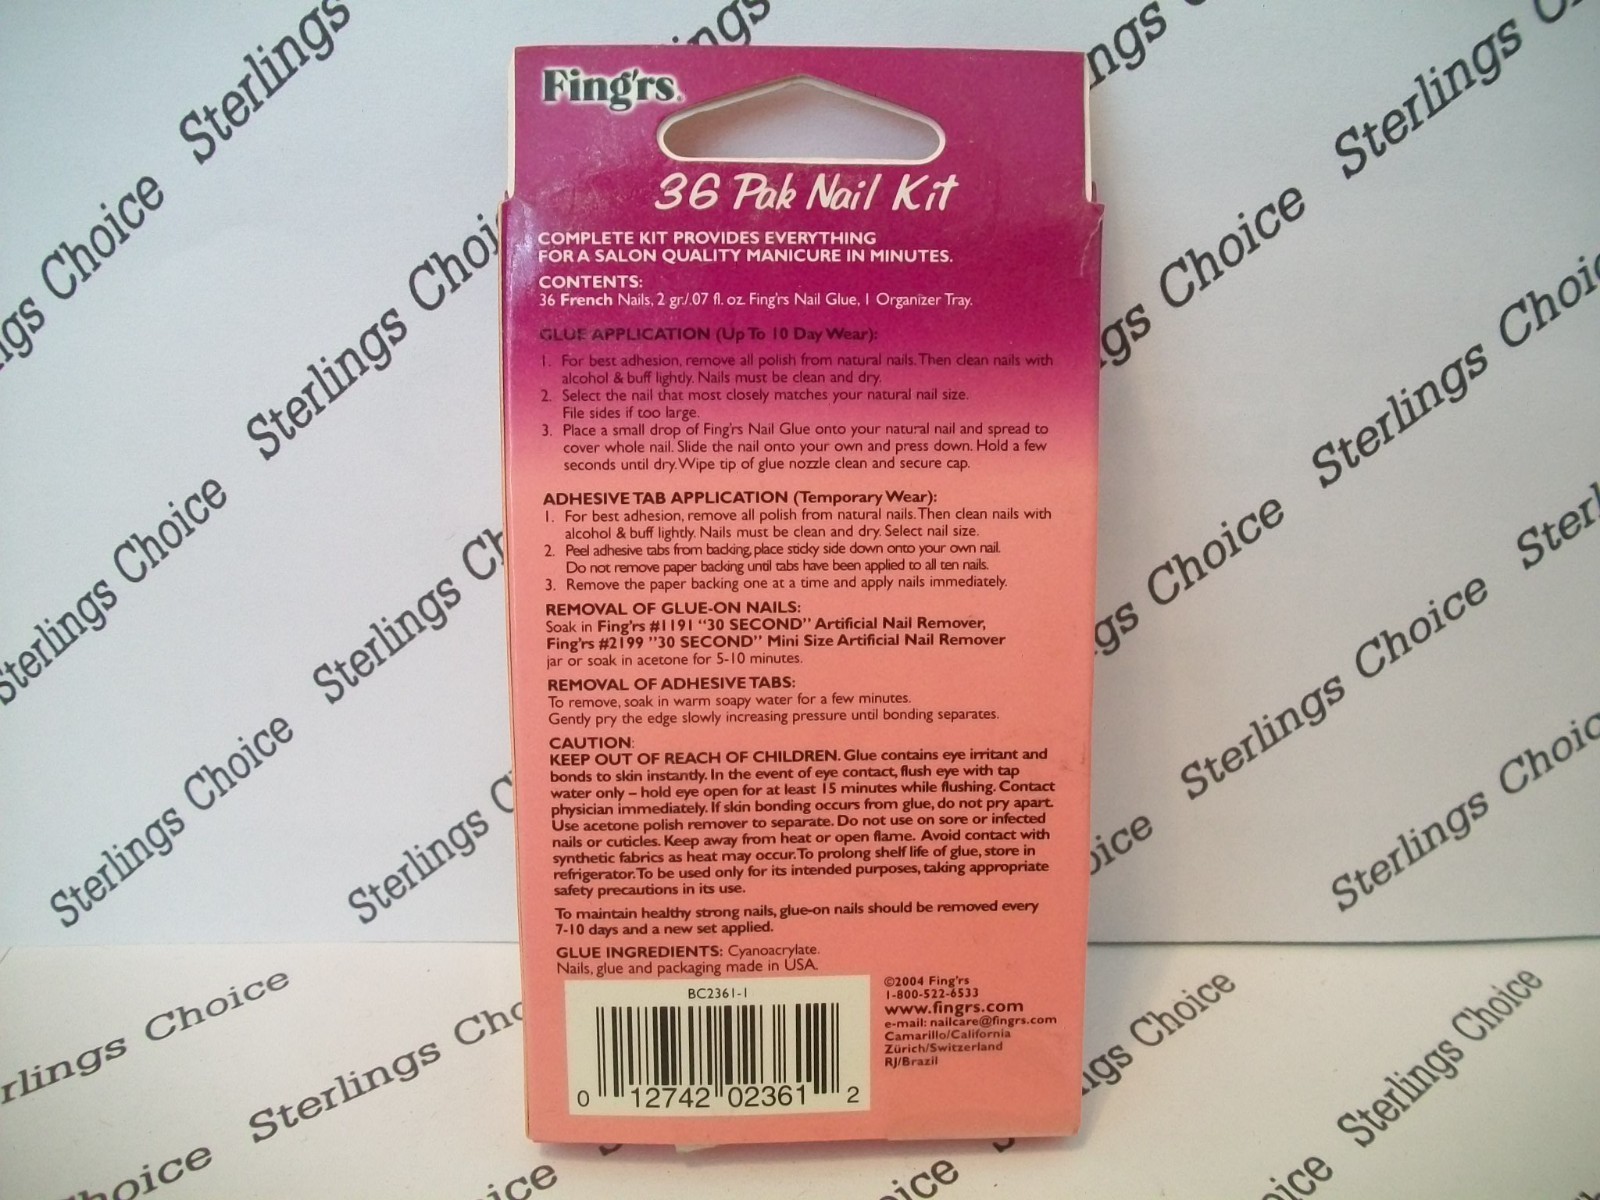 Fing'rs.
36 Pak Nail Kit
COMPLETE KIT PROVIDES EVERYTHING
FOR A SALON QUALITY MANICURE IN MINUTES.
CONTENTS:
36 French Nails, 2 gr./.07 fl. oz. Fing'rs Nail Glue, 1 Organizer Tray.
GLUE APPLICATION (Up To 10 Day Wear):
1. For best adhesion, remove all polish from natural nails. Then clean nails with
alcohol & buff lightly. Nails must be clean and dry.
2. Select the nail that most closely matches your natural nail size.
File sides if too large.
3. Place a small drop of Fing'rs Nail Glue onto your natural nail and spread to
cover whole nail. Slide the nail onto your own and press down. Hold a few
seconds until dry. Wipe tip of glue nozzle clean and secure cap.
ADHESIVE TAB APPLICATION (Temporary Wear):
1. For best adhesion, remove all polish from natural nails. Then clean nails with
alcohol & buff lightly. Nails must be clean and dry. Select nail size.
2. Peel adhesive tabs from backing, place sticky side down onto your own nail.
Do not remove paper backing until tabs have been applied to all ten nails.
3. Remove the paper backing one at a time and apply nails immediately.
REMOVAL OF GLUE-ON NAILS:
Soak in Fing'rs #1191 "30 SECOND" Artificial Nail Remover,
Fing'rs #2199 "30 SECOND" Mini Size Artificial Nail Remover
jar or soak in acetone for 5-10 minutes.
REMOVAL OF ADHESIVE TABS:
To remove, soak in warm soapy water for a few minutes.
Gently pry the edge slowly increasing pressure until bonding separates.
CAUTION:
KEEP OUT OF REACH OF CHILDREN. Glue contains eye irritant and
bonds to skin instantly. In the event of eye contact, flush eye with tap
water only – hold eye open for at least 15 minutes while flushing. Contact
physician immediately. If skin bonding occurs from glue, do not pry apart.
Use acetone polish remover to separate. Do not use on sore or infected
nails or cuticles. Keep away from heat or open flame. Avoid contact with
synthetic fabrics as heat may occur. To prolong shelf life of glue, store in
refrigerator. To be used only for its intended purposes, taking appropriate
safety precautions in its use.
To maintain healthy strong nails, glue-on nails should be removed every
7-10 days and a new set applied.
GLUE INGREDIENTS: Cyanoacrylate.
Nails, glue and packaging made in USA.
BC2361-1
0 12742 02361 2
©2004 Fing'rs
1-800-522-6533
www.fingrs.com
e-mail: nailcare@fingrs.com
Camarillo/California
Zürich/Switzerland
RJ/Brazil
Sterlings Choice
Sterlings Choice
Sterlings Choice
Sterlings Choice
Sterlings Choice
Sterlings Choice
Sterlings Choice
Sterlings Choice
Sterlings Choice
Sterlings Choice